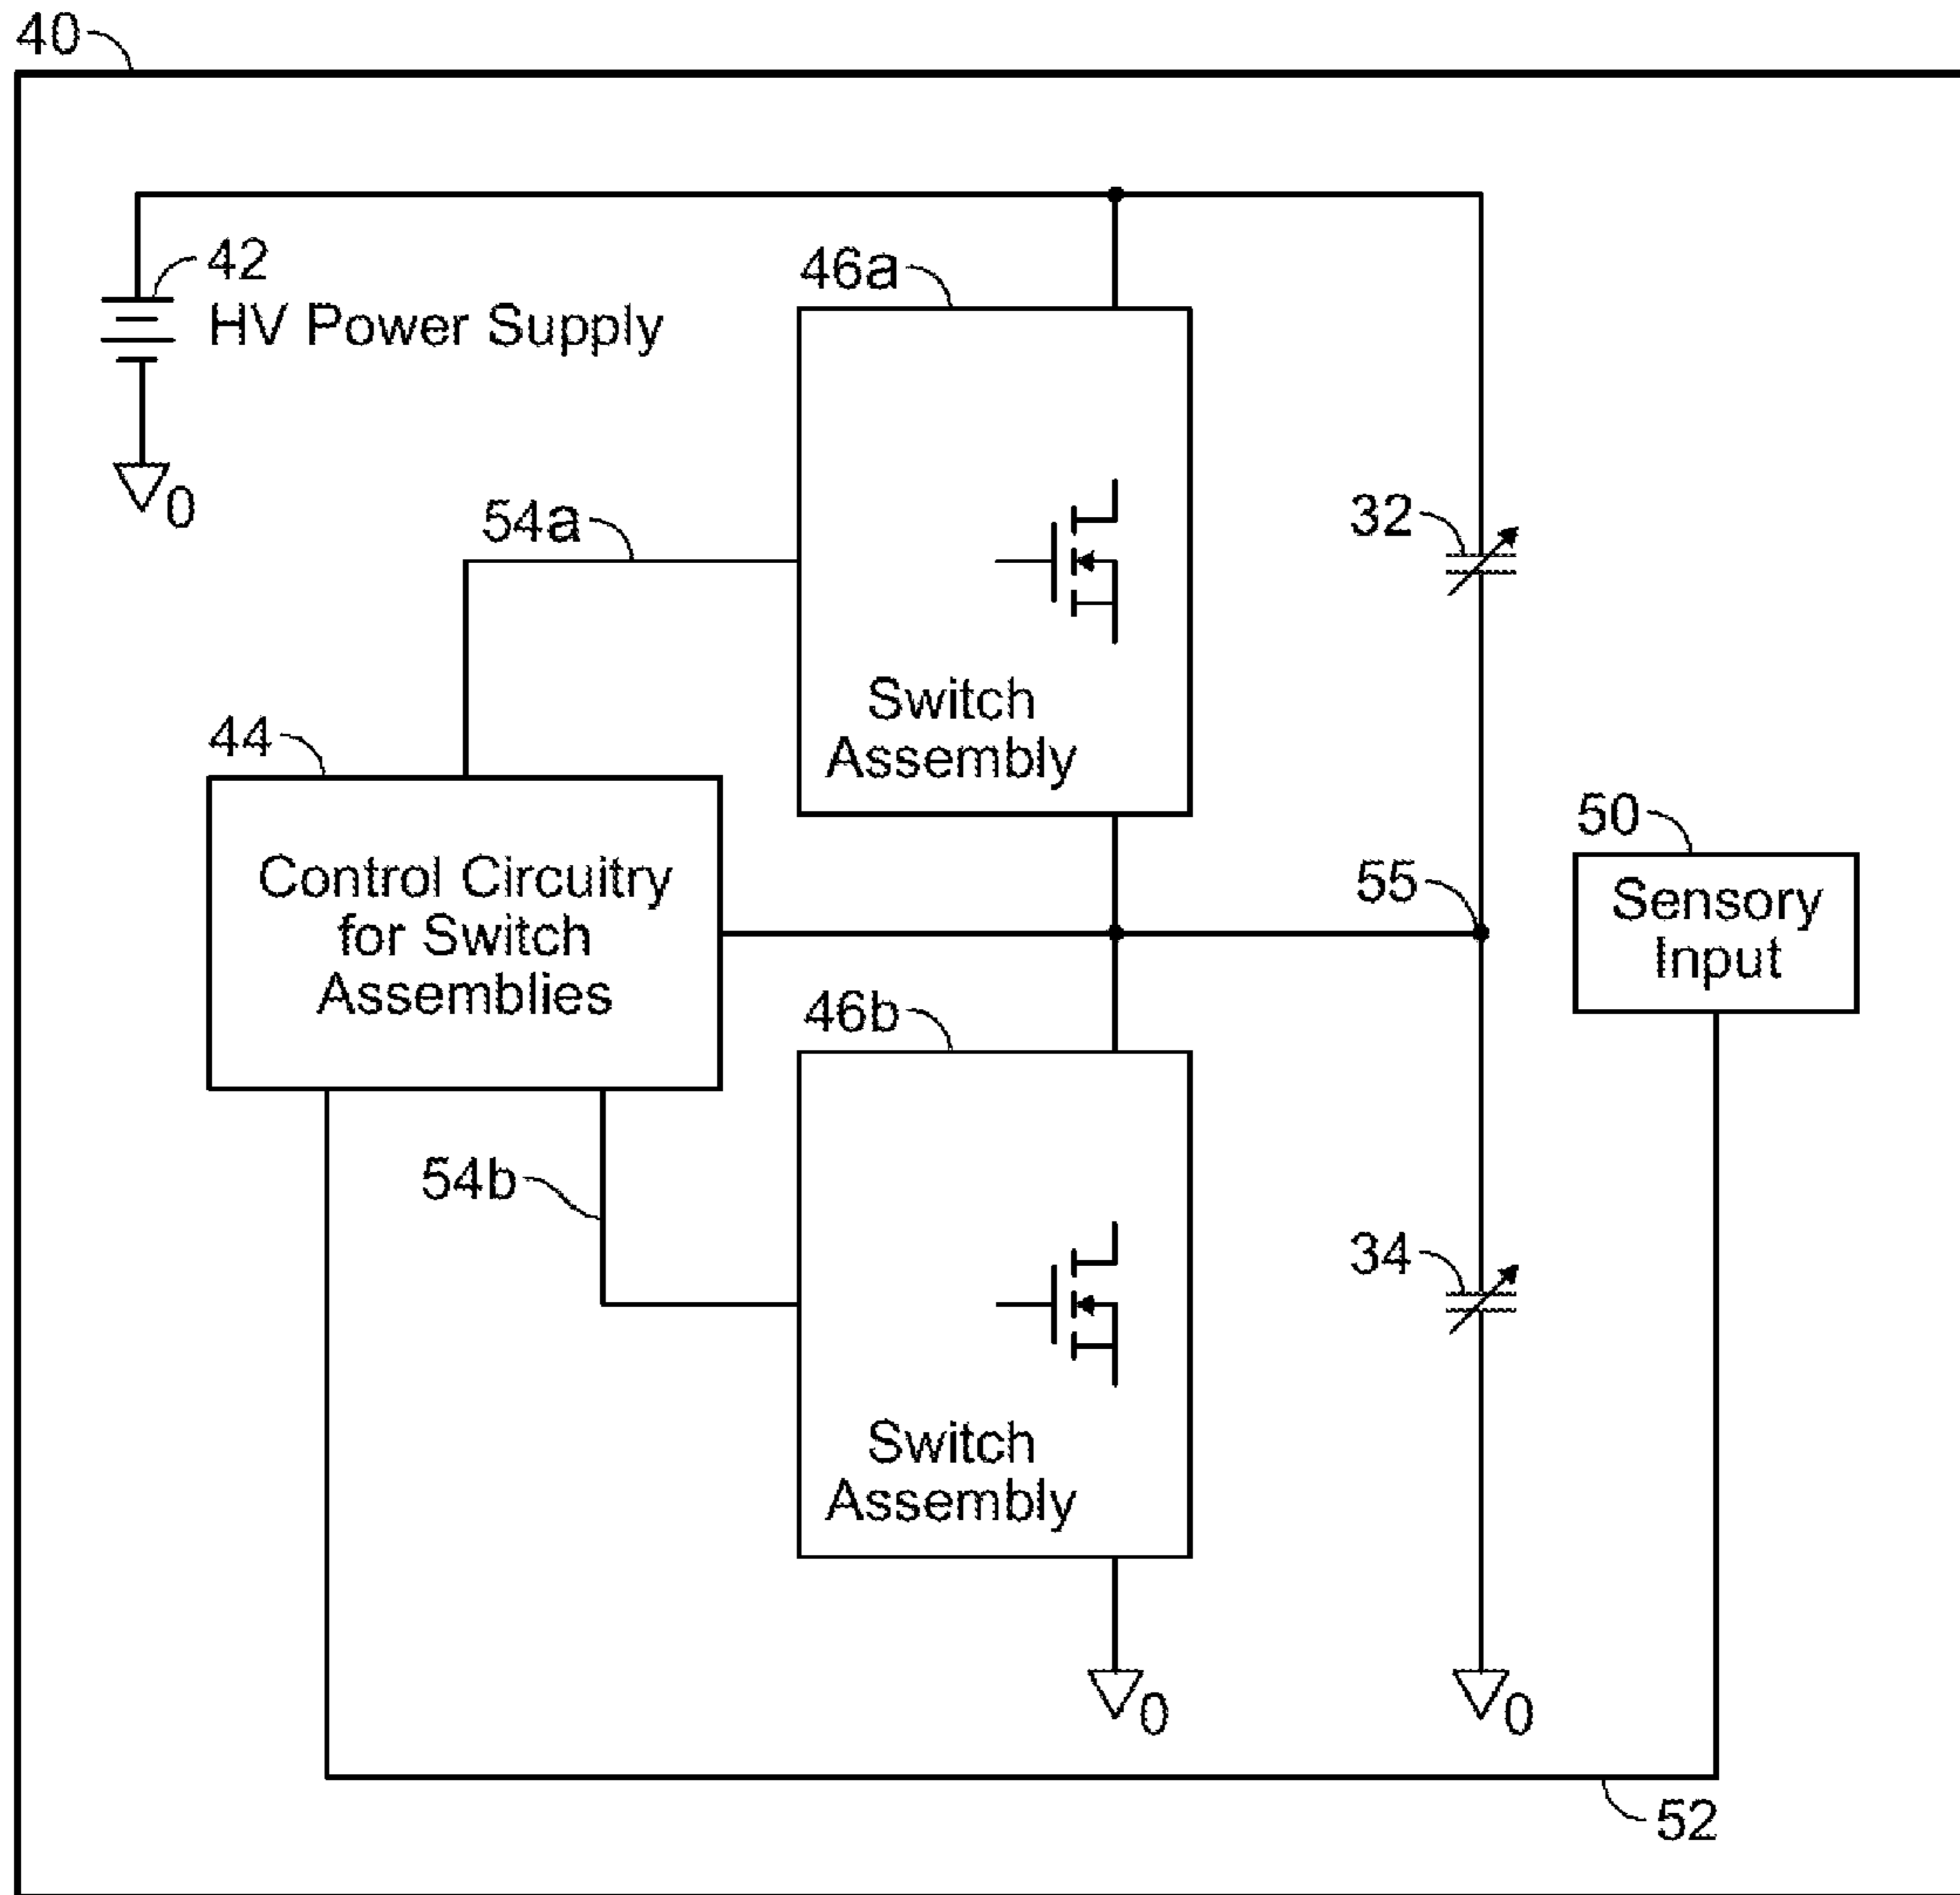 40
42
HV Power Supply
0
46a
54a
32
Switch
Assembly
44
Control Circuitry
for Switch
Assemblies
50
Sensory
Input
55
46b
54b
34
Switch
Assembly
0
0
52